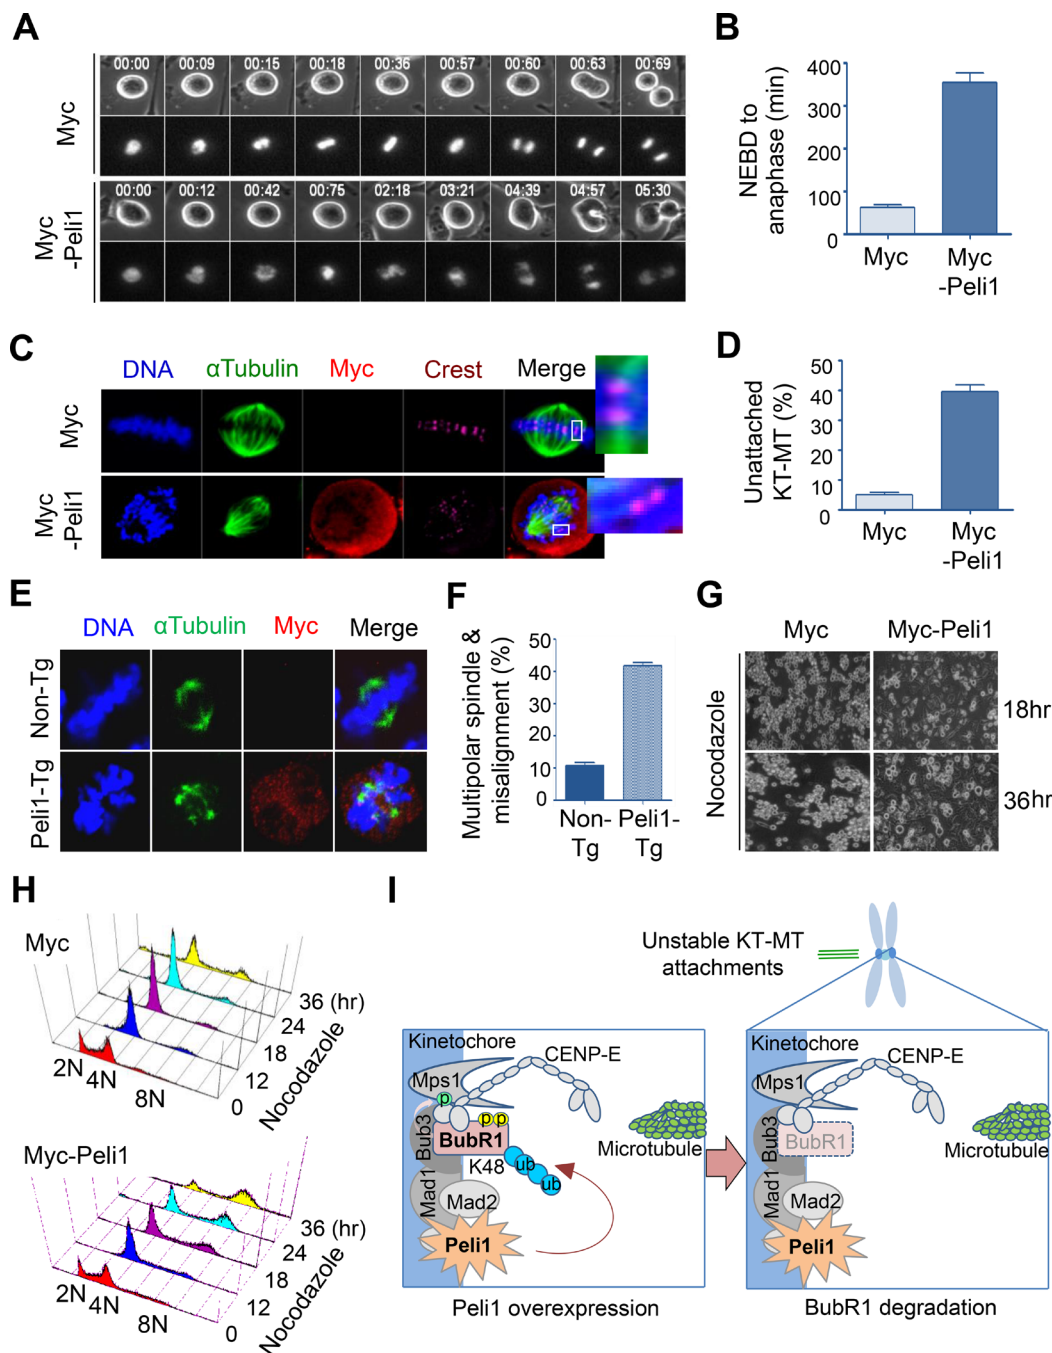 A
Myc
00:00 00:09 00:15 00:18 00:36 00:57 00:60 00:63 00:69
Myc
-Peli1
00:00 00:12 00:42 00:75 02:18 03:21 04:39 04:57 05:30
B
NEBD to
anaphase (min)
400
300
200
100
0
Myc
Myc
-Peli1
C
DNA αTubulin Myc Crest Merge
Myc
Myc
-Peli1
D
Unattached
KT-MT (%)
50
40
30
20
10
0
Myc
Myc
-Peli1
E
DNA αTubulin Myc Merge
Non-Tg
Peli1-Tg
F
Multipolar spindle &
misalignment (%)
50
40
30
20
10
0
Non-
Tg
Peli1-
Tg
G
Myc Myc-Peli1
Nocodazole
18hr
36hr
H
Myc
2N
4N
8N
0
12
18
24
36 (hr)
Nocodazole
Myc-Peli1
2N
4N
8N
0
12
18
24
36 (hr)
Nocodazole
I
Unstable KT-MT
attachments
Kinetochore
CENP-E
Mps1
p
Bub3
p p
BubR1
K48
ub
ub
Microtubule
Mad1
Mad2
Peli1
Peli1 overexpression
Kinetochore
CENP-E
Mps1
Bub3
BubR1
Microtubule
Mad1
Mad2
Peli1
BubR1 degradation